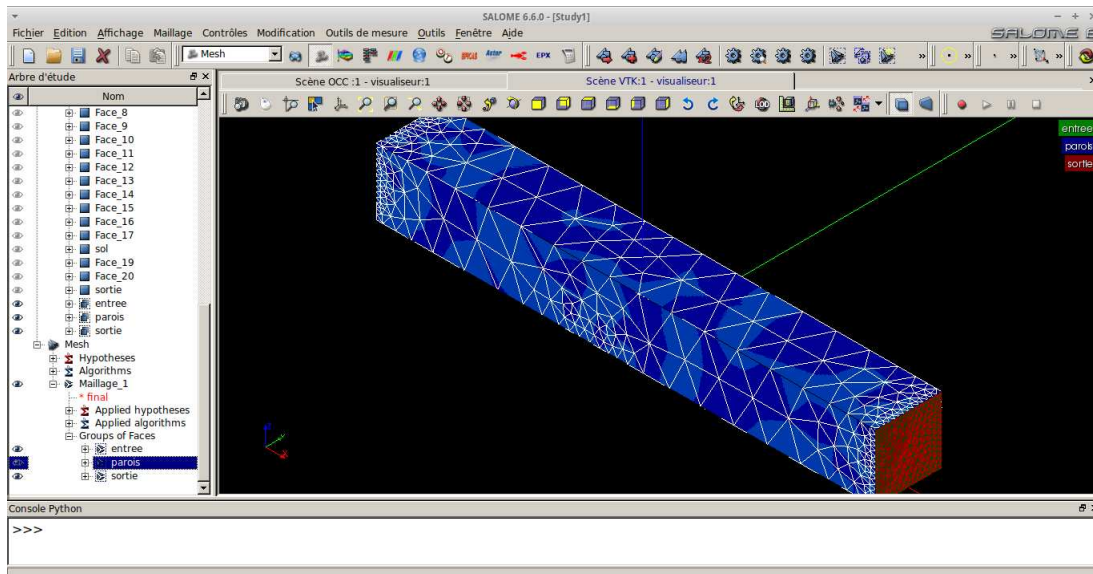 SALOME 6.6.0 - [Study1]
Fichier Edition Affichage Maillage Contrôles Modification Outils de mesure Outils Fenêtre Aide
SALOME 6
Mesh
EPX
Arbre d'étude
Scène OCC :1 - visualiseur:1
Scène VTK:1 - visualiseur:1
Nom
Face_8
Face_9
Face_10
Face_11
Face_12
Face_13
Face_14
Face_15
Face_16
Face_17
sol
Face_19
Face_20
sortie
entree
parois
sortie
Mesh
Hypotheses
Algorithms
Maillage_1
* final
Applied hypotheses
Applied algorithms
Groups of Faces
entree
parois
sortie
entree
parois
sortie
Console Python
>>>